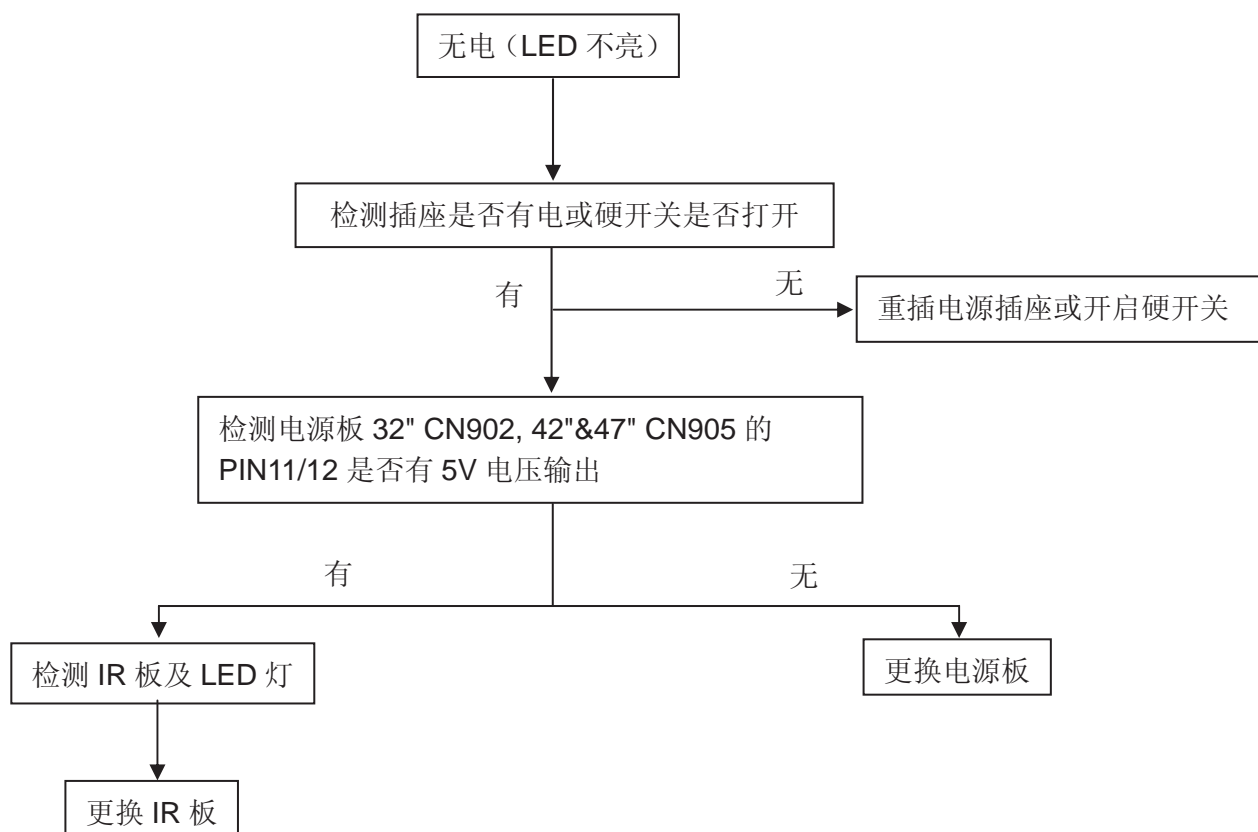 无电（LED 不亮）
检测插座是否有电或硬开关是否打开
有
无
重插电源插座或开启硬开关
检测电源板 32" CN902, 42"&47" CN905 的
PIN11/12 是否有 5V 电压输出
有
无
检测 IR 板及 LED 灯
更换电源板
更换 IR 板